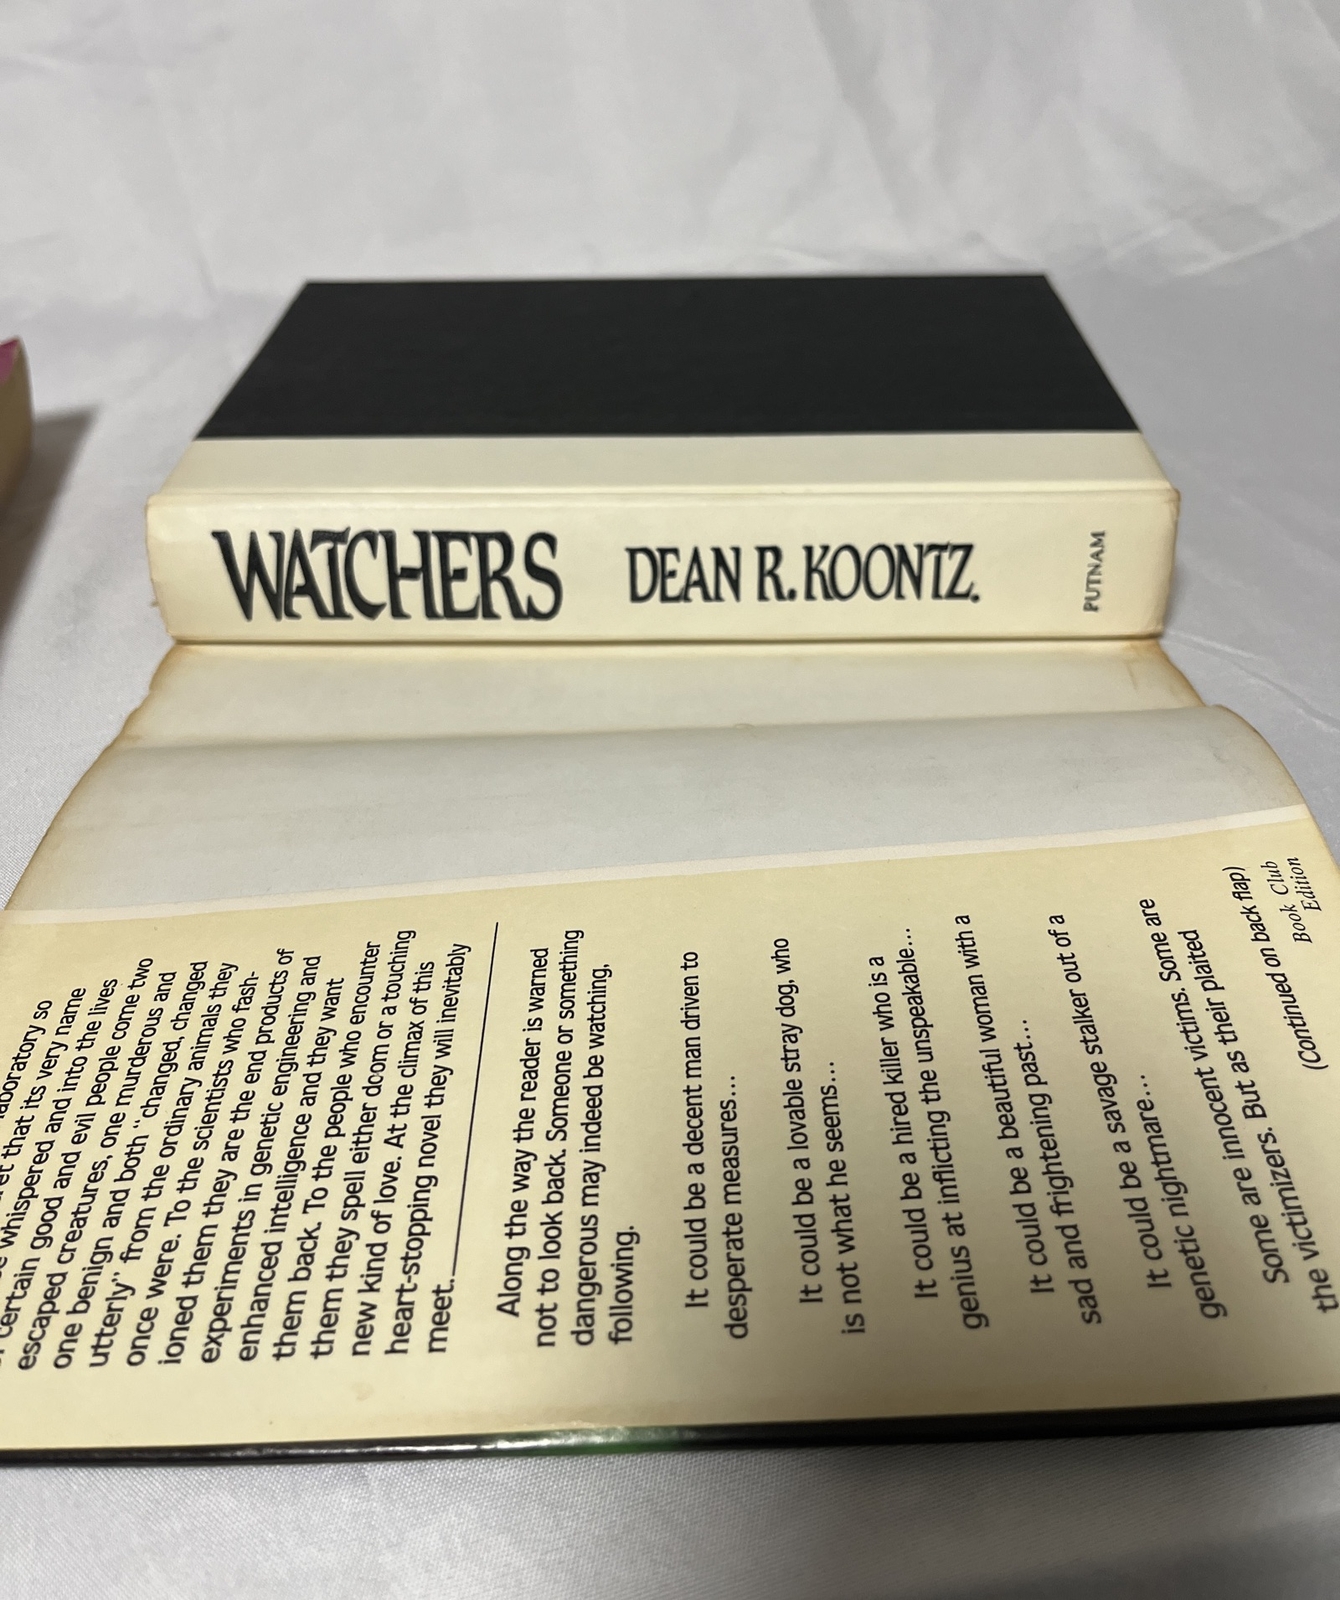 WATCHERS DEAN R. KOONTZ. PUTNAM
laboratory so
that its very name
whispered and into the lives
certain good and evil people come two
escaped creatures, one murderous and
one benign and both “changed, changed
utterly” from the ordinary animals they
once were. To the scientists who fash-
ioned them they are the end products of
experiments in genetic engineering and
enhanced intelligence and they want
them back. To the people who encounter
them they spell either doom or a touching
new kind of love. At the climax of this
heart-stopping novel they will inevitably
meet.
Along the way the reader is warned
not to look back. Someone or something
dangerous may indeed be watching,
following.
It could be a decent man driven to
desperate measures...
It could be a lovable stray dog, who
is not what he seems...
It could be a hired killer who is a
genius at inflicting the unspeakable...
It could be a beautiful woman with a
sad and frightening past...
It could be a savage stalker out of a
genetic nightmare...
Some are innocent victims. Some are
the victimizers. But as their plaited
(Continued on back flap)
Book Club
Edition